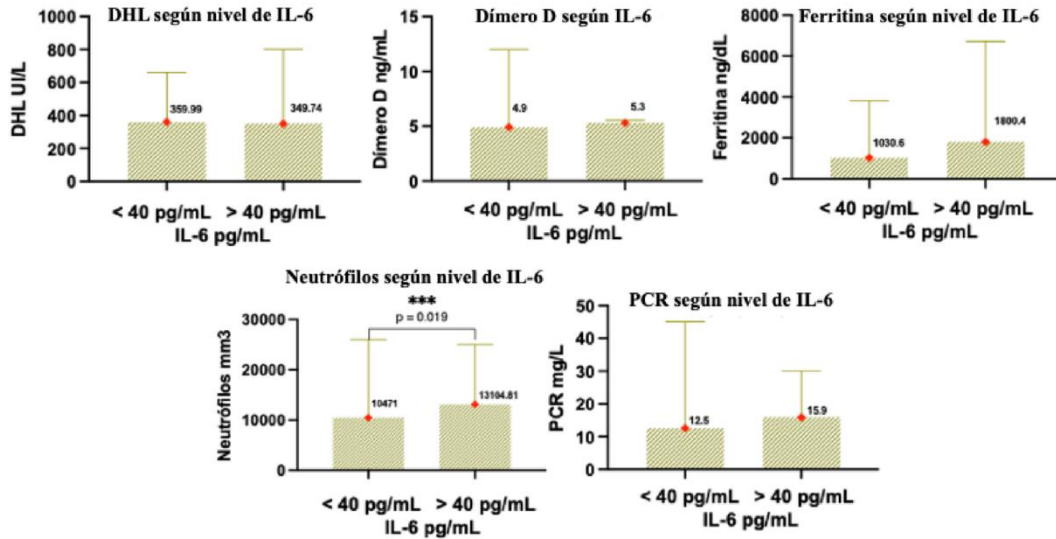 DHL según nivel de IL-6
DHL UI/L
1000
800
600
400
200
0
359.99
349.74
< 40 pg/mL > 40 pg/mL
IL-6 pg/mL
Dímero D según IL-6
Dímero D ng/mL
15
10
5
0
4.9
5.3
< 40 pg/mL > 40 pg/mL
IL-6 pg/mL
Ferritina según nivel de IL-6
Ferritina ng/dL
8000
6000
4000
2000
0
1030.6
1800.4
< 40 pg/mL > 40 pg/mL
IL-6 pg/mL
Neutrófilos según nivel de IL-6
***
p = 0.019
Neutrófilos mm3
30000
20000
10000
0
10471
13104.81
< 40 pg/mL > 40 pg/mL
IL-6 pg/mL
PCR según nivel de IL-6
PCR mg/L
50
40
30
20
10
0
12.5
15.9
< 40 pg/mL > 40 pg/mL
IL-6 pg/mL